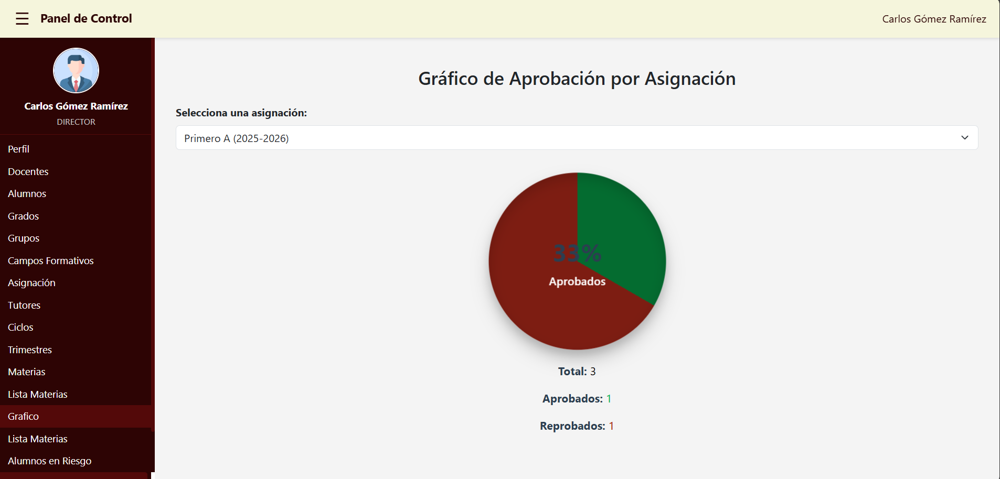 ☰ Panel de Control
Carlos Gómez Ramírez
Carlos Gómez Ramírez
DIRECTOR
Perfil
Docentes
Alumnos
Grados
Grupos
Campos Formativos
Asignación
Tutores
Ciclos
Trimestres
Materias
Lista Materias
Grafico
Lista Materias
Alumnos en Riesgo
Gráfico de Aprobación por Asignación
Selecciona una asignación:
Primero A (2025-2026)
33%
Aprobados
Total: 3
Aprobados: 1
Reprobados: 1